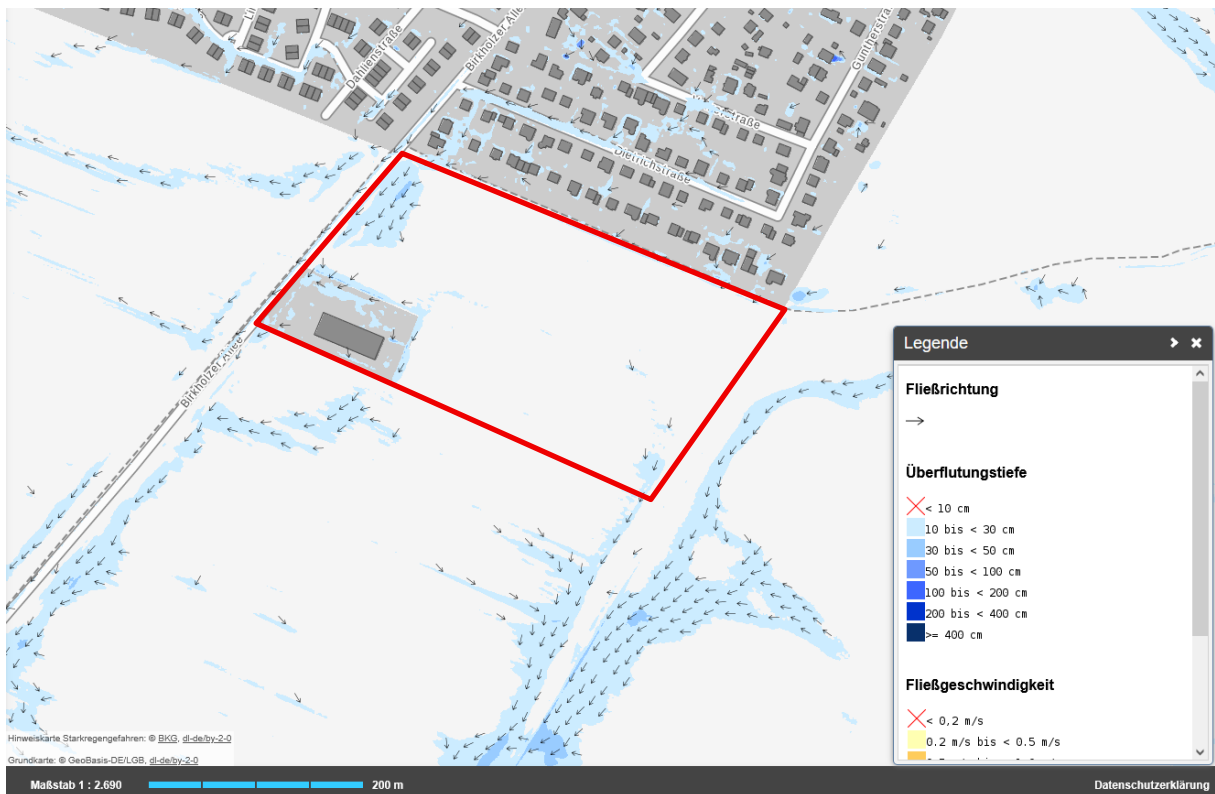 Dahlienstraße
Birkholzer Allee
Guntherstraße
Dietrichstraße
Birkholzer Allee
Legende
Fließrichtung
Überflutungstiefe
< 10 cm
10 bis < 30 cm
30 bis < 50 cm
50 bis < 100 cm
100 bis < 200 cm
200 bis < 400 cm
>= 400 cm
Fließgeschwindigkeit
< 0,2 m/s
0.2 m/s bis < 0.5 m/s
Hinweiskarte Starkregengefahren: © BKG, dl-de/by-2-0
Grundkarte: © GeoBasis-DE/LGB, dl-de/by-2-0
Maßstab 1 : 2.690
200 m
Datenschutzerklärung